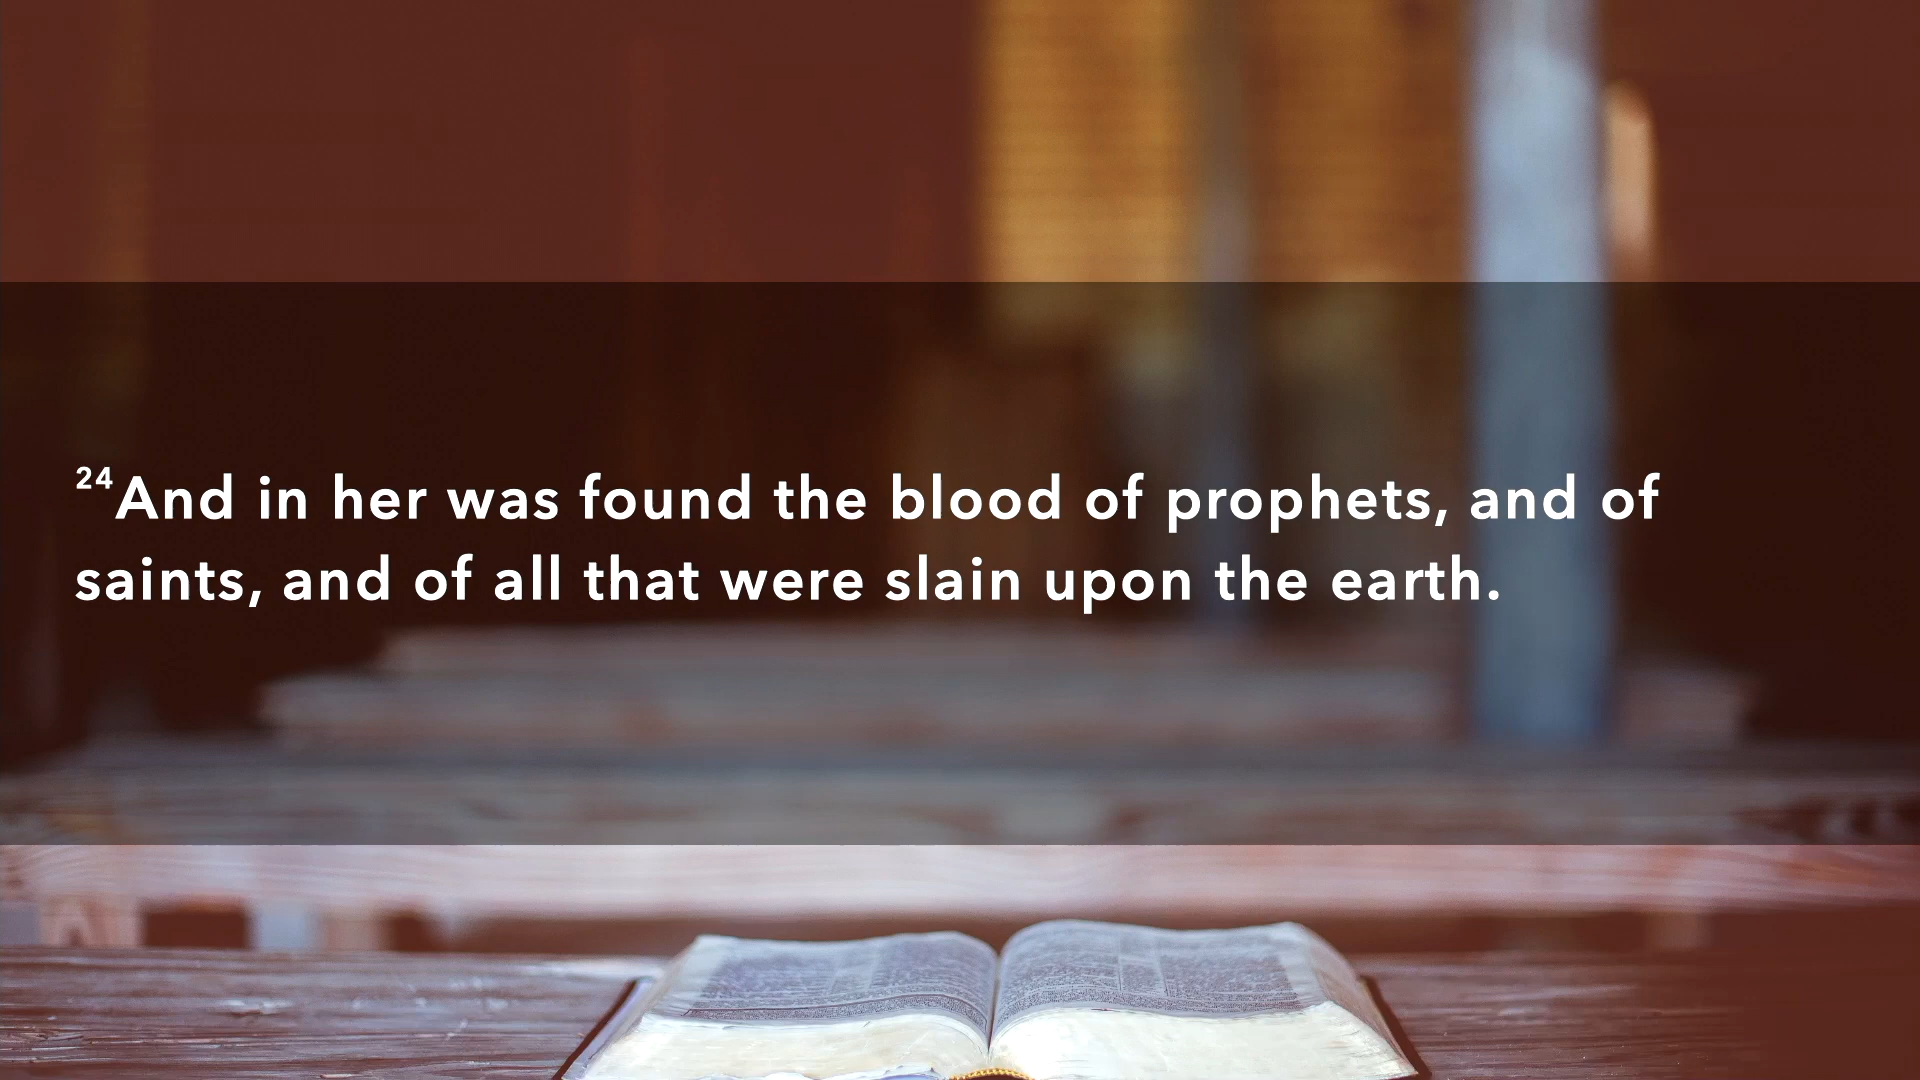 24And in her was found the blood of prophets, and of
saints, and of all that were slain upon the earth.